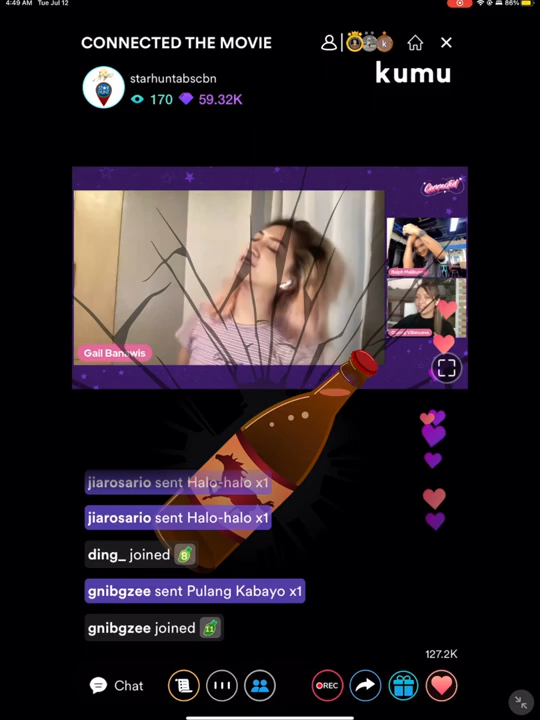 4:49 AM Tue Jul 12
86%
CONNECTED THE MOVIE
k
kumu
starhuntabscbn
170 59.32K
Connected
Gail Banawis
jiarosario sent Halo-halo x1
jiarosario sent Halo-halo x1
ding_ joined 8
gnibgzee sent Pulang Kabayo x1
gnibgzee joined 11
127.2K
Chat
REC